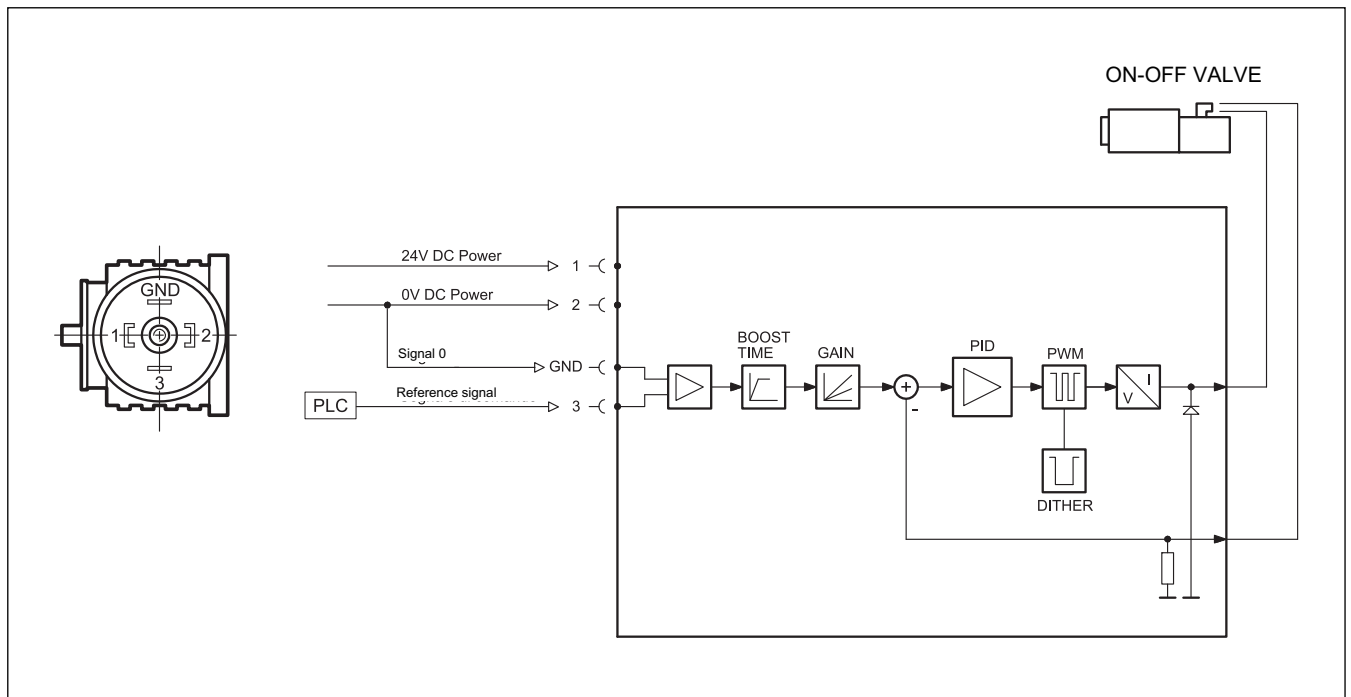 ON-OFF VALVE
24V DC Power
1
0V DC Power
2
GND
1
2
3
Signal 0
GND
Reference signal
PLC
3
BOOST
TIME
GAIN
+
-
PID
PWM
I
V
DITHER